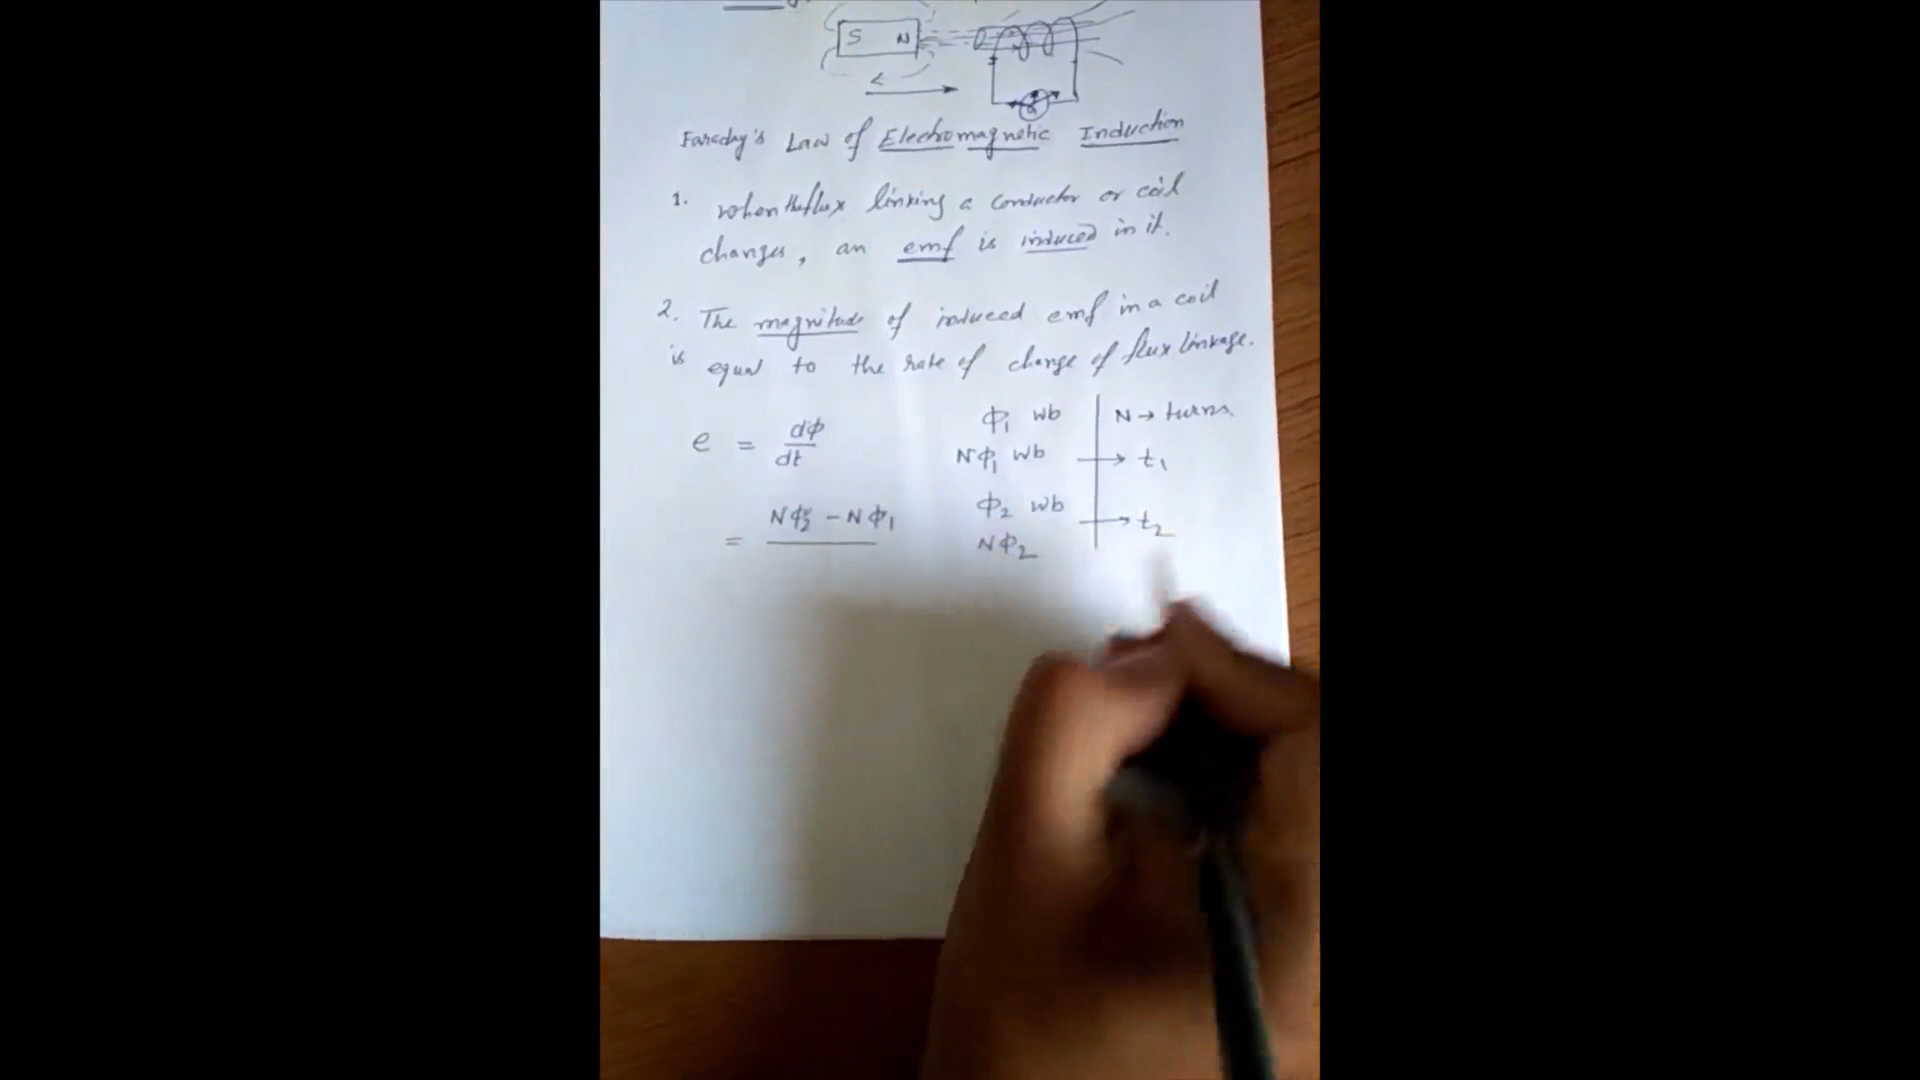 S N
Faraday's Law of Electromagnetic Induction
1. when the flux linking a conductor or coil
changes, an emf is induced in it.
2. The magnitude of induced emf in a coil
is equal to the rate of change of flux linkage.
e = dϕ/dt
ϕ₁ wb N → turns.
Nϕ₁ wb → t₁
ϕ₂ wb → t₂
= Nϕ₂ - Nϕ₁
Nϕ₂